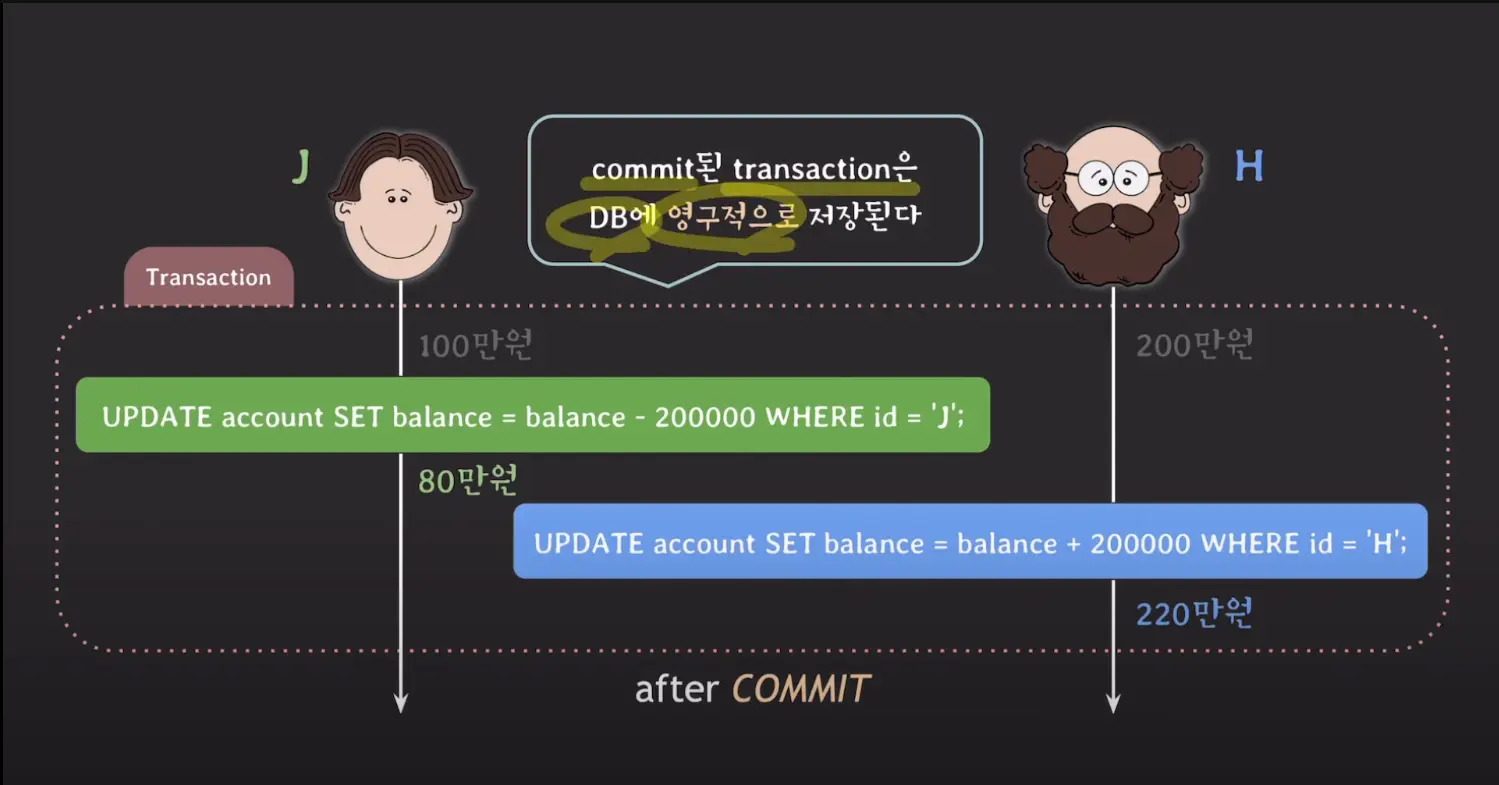 J
commit된 transaction은
DB에 영구적으로 저장된다
H
Transaction
100만원
200만원
UPDATE account SET balance = balance - 200000 WHERE id = 'J';
80만원
UPDATE account SET balance = balance + 200000 WHERE id = 'H';
220만원
after COMMIT